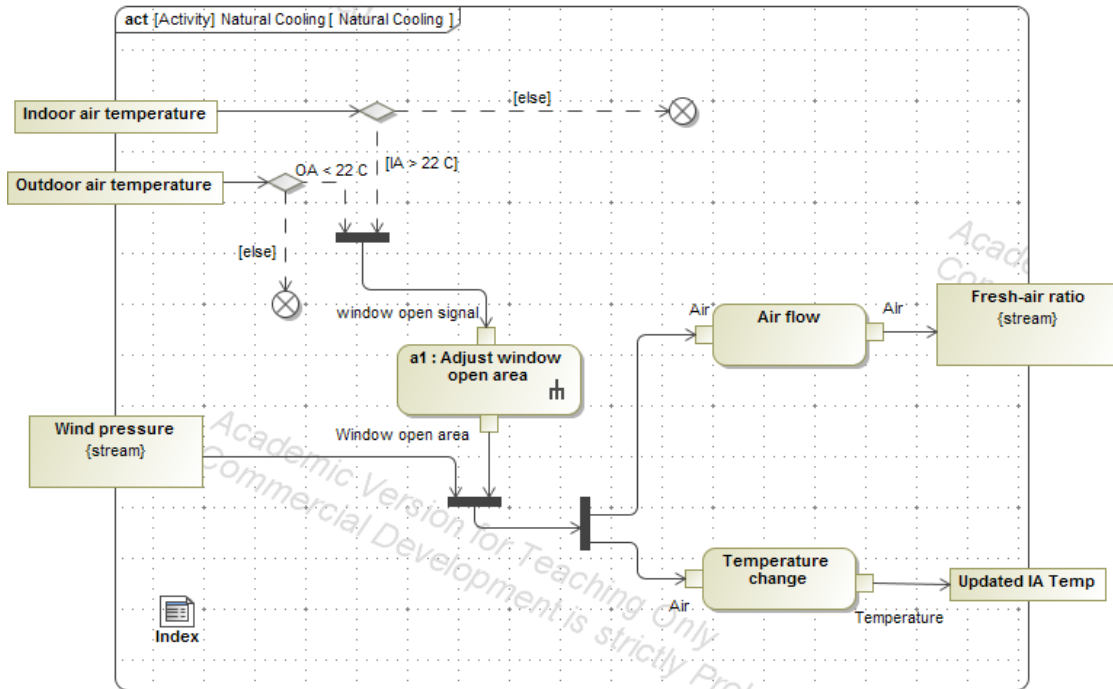 act [Activity] Natural Cooling [ Natural Cooling ]
Indoor air temperature
[else]
OA < 22 C
[IA > 22 C]
Outdoor air temperature
[else]
window open signal
a1 : Adjust window
open area
Air
Air flow
Air
Fresh-air ratio
{stream}
Wind pressure
{stream}
Window open area
Air
Temperature
change
Temperature
Updated IA Temp
Index
Academic Version for Teaching Only
Commercial Development is strictly